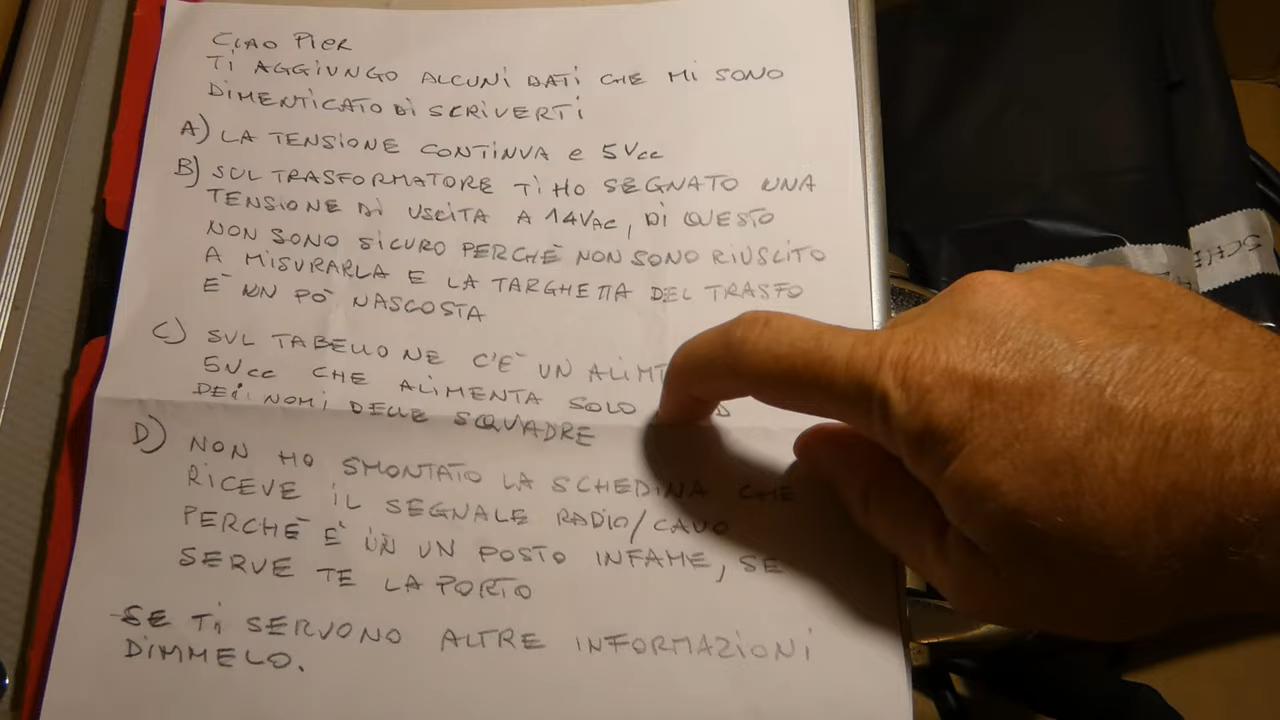 CIAO PIER
TI AGGIUNGO ALCUNI DATI CHE MI SONO
DIMENTICATO DI SCRIVERTI
A) LA TENSIONE CONTINVA e 5Vcc
B) SUL TRASFORMATORE TI HO SEGNATO UNA
TENSIONE DI USCITA A 14VAC, DI QUESTO
NON SONO SICURO PERCHÈ NON SONO RIUSCITO
A MISURARLA E LA TARGHETTA DEL TRASFO
È UN PÒ NASCOSTA
C) SUL TABELLONE C'È UN ALIMT
5Vcc CHE ALIMENTA SOLO
DEI NOMI DELLE SQUADRE
D) NON HO SMONTATO LA SCHEDINA CHE
RICEVE IL SEGNALE RADIO/CAVO
PERCHÈ È IN UN POSTO INFAME, SE
SERVE TE LA PORTO
SE TI SERVONO ALTRE INFORMAZIONI
DIMMELO.